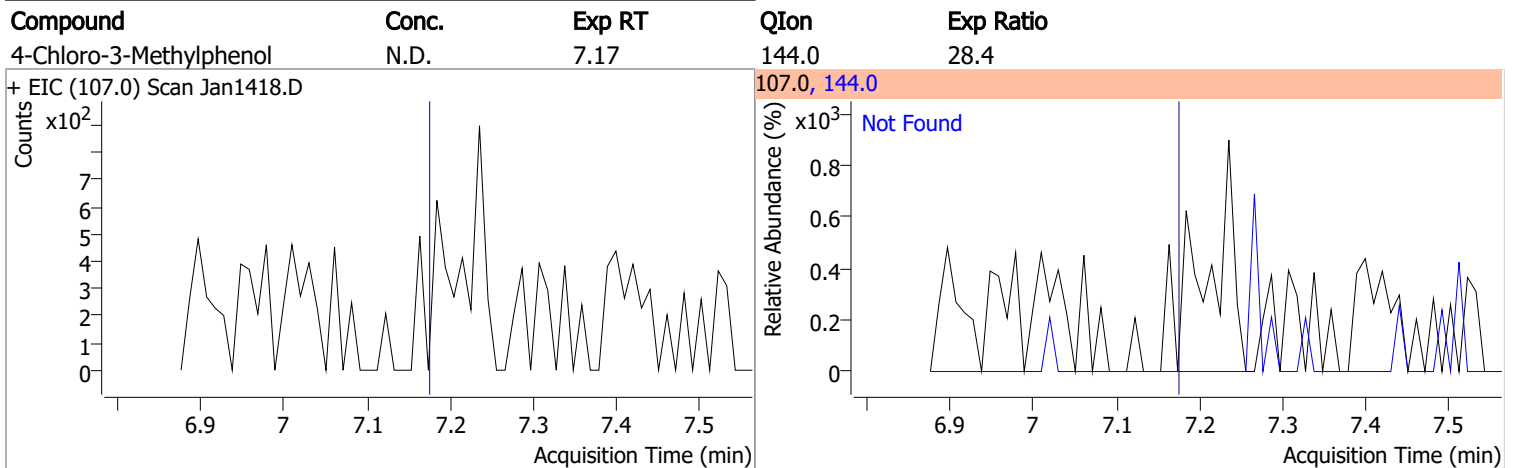 Compound Conc. Exp RT QIon Exp Ratio
4-Chloro-3-Methylphenol N.D. 7.17 144.0 28.4
+ EIC (107.0) Scan Jan1418.D
Counts
x10²
7
6
5
4
3
2
1
0
6.9 7 7.1 7.2 7.3 7.4 7.5
Acquisition Time (min)
107.0, 144.0
Relative Abundance (%)
x10³
Not Found
0.8
0.6
0.4
0.2
0
6.9 7 7.1 7.2 7.3 7.4 7.5
Acquisition Time (min)